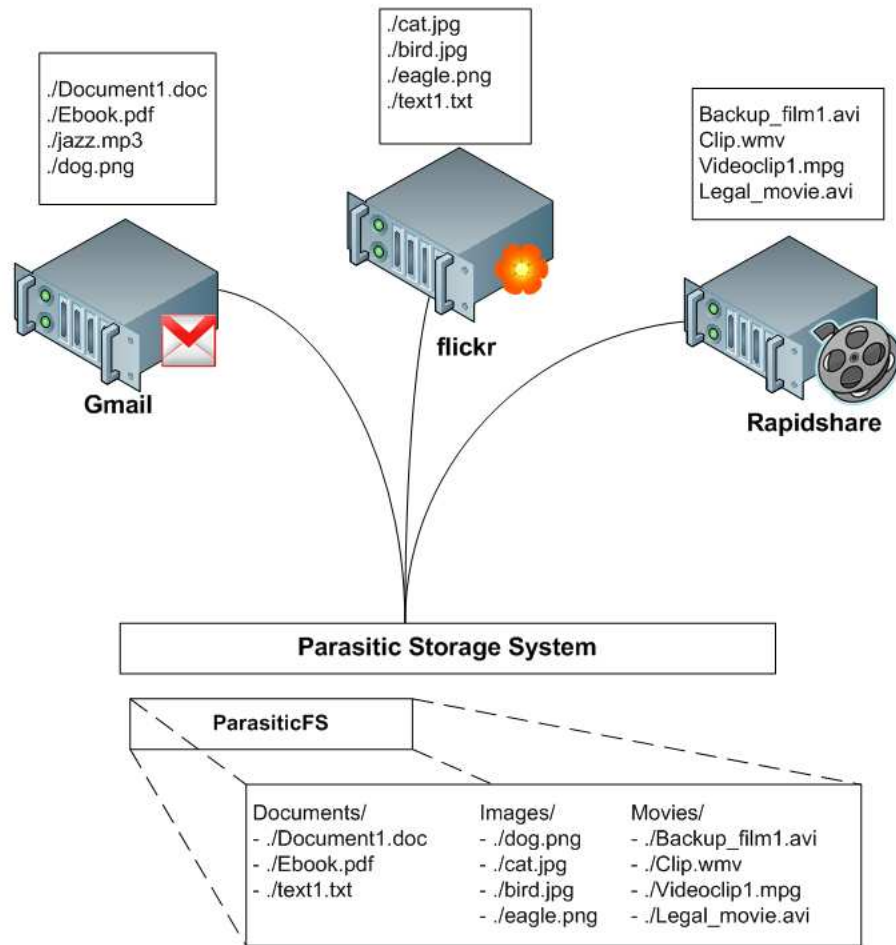 ./Document1.doc
./Ebook.pdf
./jazz.mp3
./dog.png
./cat.jpg
./bird.jpg
./eagle.png
./text1.txt
Backup_film1.avi
Clip.wmv
Videoclip1.mpg
Legal_movie.avi
Gmail
flickr
Rapidshare
Parasitic Storage System
ParasiticFS
Documents/
- ./Document1.doc
- ./Ebook.pdf
- ./text1.txt
Images/
- ./dog.png
- ./cat.jpg
- ./bird.jpg
- ./eagle.png
Movies/
- ./Backup_film1.avi
- ./Clip.wmv
- ./Videoclip1.mpg
- ./Legal_movie.avi